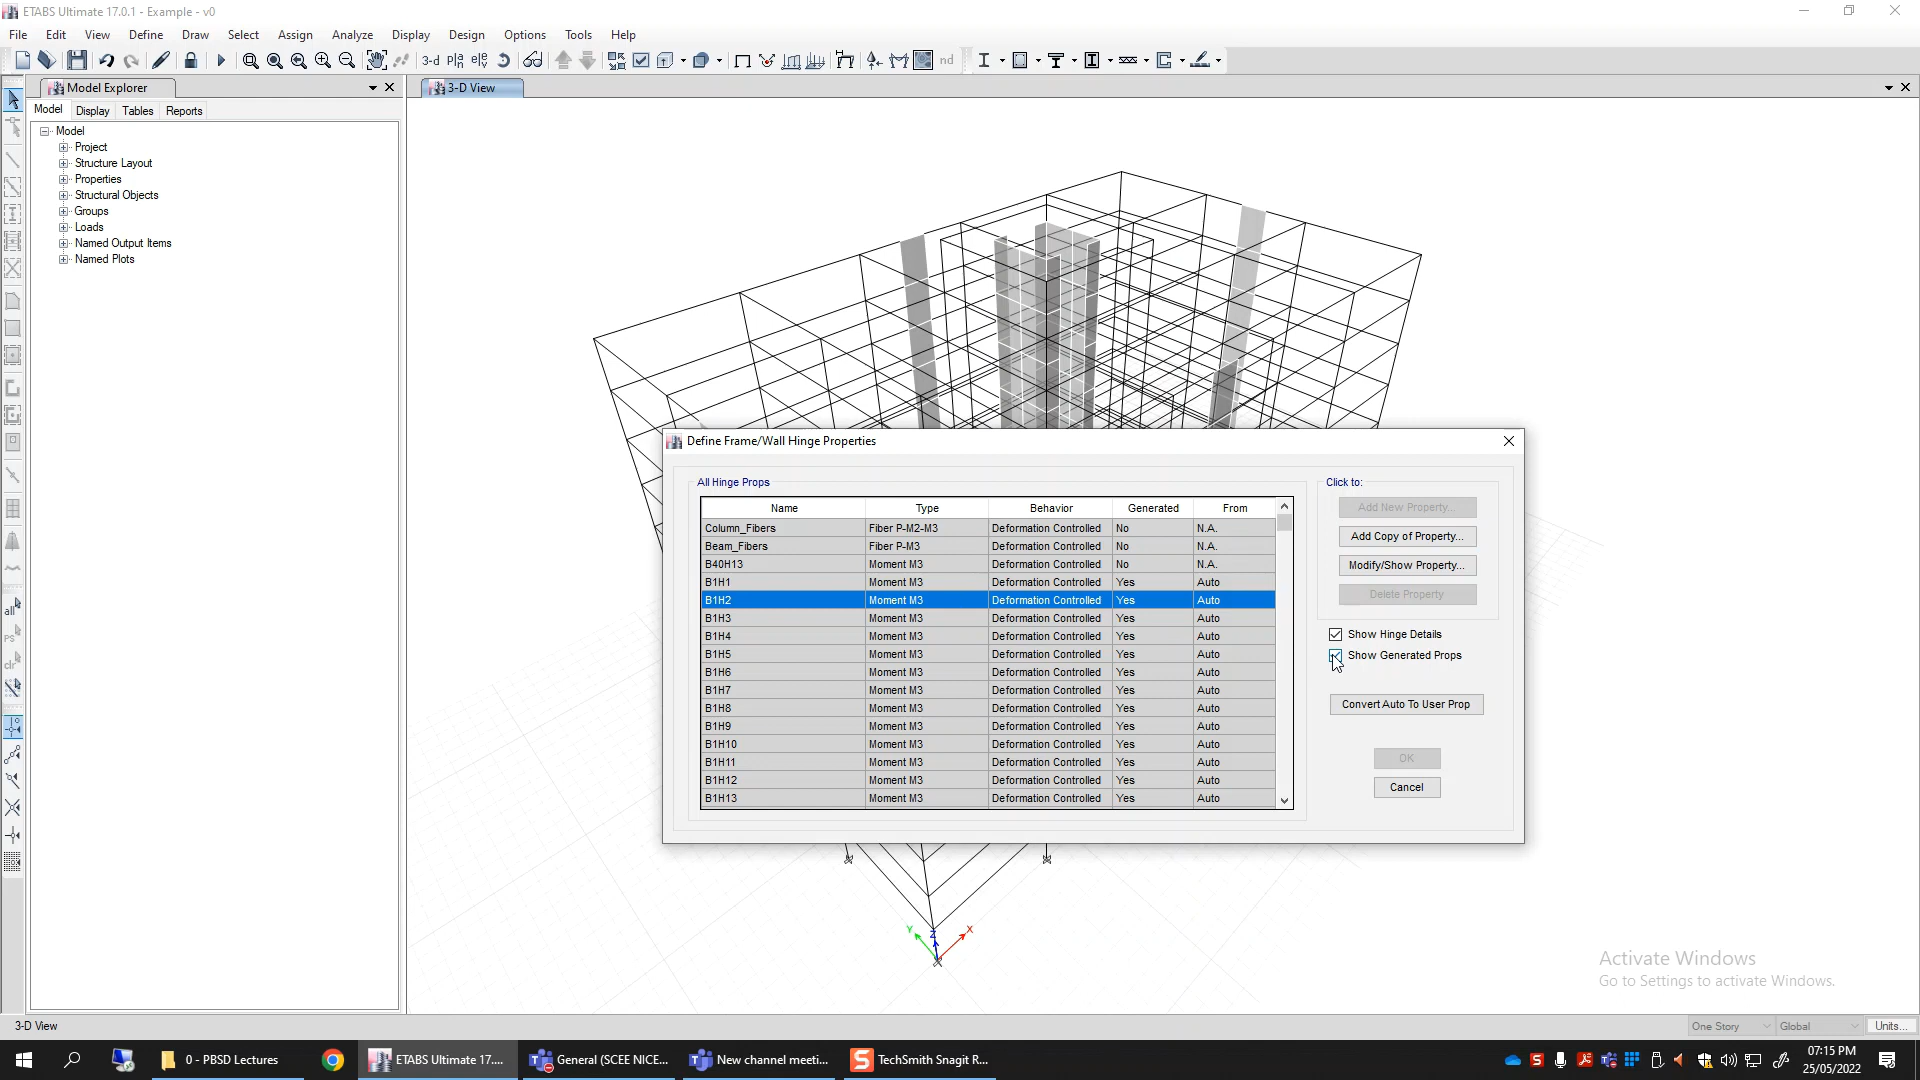 ETABS Ultimate 17.0.1 - Example - v0
File Edit View Define Draw Select Assign Analyze Display Design Options Tools Help
3-d nd
Model Explorer
3-D View
Model Display Tables Reports
Model
Project
Structure Layout
Properties
Structural Objects
Groups
Loads
Named Output Items
Named Plots
all
ps
clr
Define Frame/Wall Hinge Properties
All Hinge Props
Name Type Behavior Generated From
Column_Fibers Fiber P-M2-M3 Deformation Controlled No N.A.
Beam_Fibers Fiber P-M3 Deformation Controlled No N.A.
B40H13 Moment M3 Deformation Controlled No N.A.
B1H1 Moment M3 Deformation Controlled Yes Auto
B1H2 Moment M3 Deformation Controlled Yes Auto
B1H3 Moment M3 Deformation Controlled Yes Auto
B1H4 Moment M3 Deformation Controlled Yes Auto
B1H5 Moment M3 Deformation Controlled Yes Auto
B1H6 Moment M3 Deformation Controlled Yes Auto
B1H7 Moment M3 Deformation Controlled Yes Auto
B1H8 Moment M3 Deformation Controlled Yes Auto
B1H9 Moment M3 Deformation Controlled Yes Auto
B1H10 Moment M3 Deformation Controlled Yes Auto
B1H11 Moment M3 Deformation Controlled Yes Auto
B1H12 Moment M3 Deformation Controlled Yes Auto
B1H13 Moment M3 Deformation Controlled Yes Auto
Click to:
Add New Property...
Add Copy of Property...
Modify/Show Property...
Delete Property
Show Hinge Details
Show Generated Props
Convert Auto To User Prop
OK
Cancel
Y Z X
Activate Windows
Go to Settings to activate Windows.
3-D View
One Story Global Units...
0 - PBSD Lectures
ETABS Ultimate 17....
General (SCEE NICE...
New channel meeti...
TechSmith Snagit R...
07:15 PM
25/05/2022